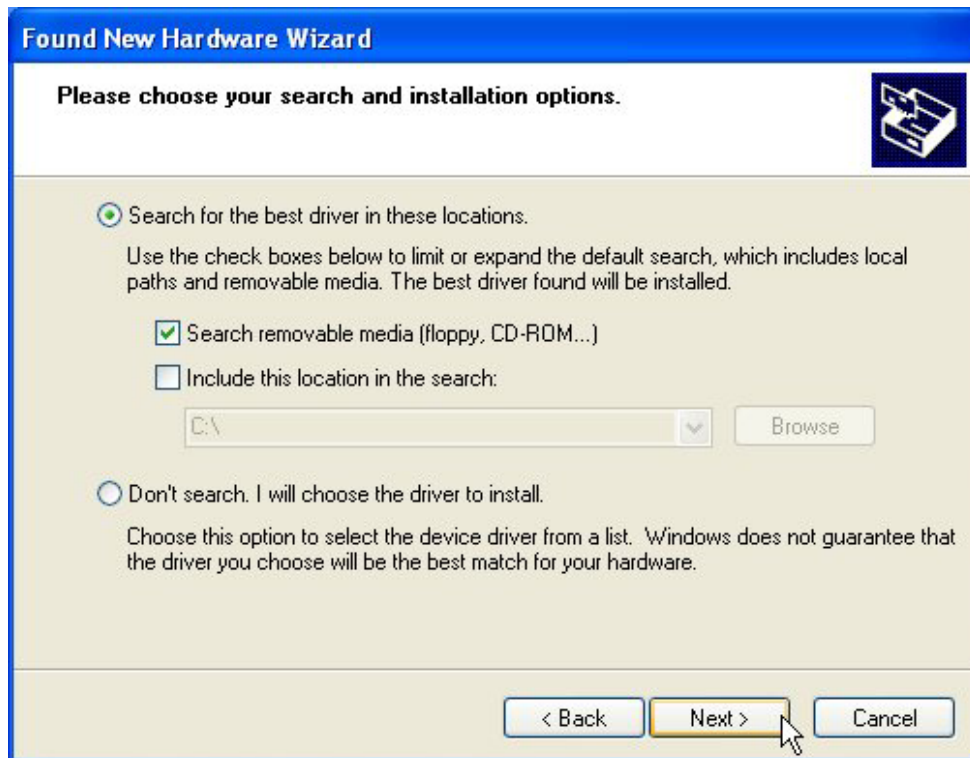 Found New Hardware Wizard
Please choose your search and installation options.
Search for the best driver in these locations.
Use the check boxes below to limit or expand the default search, which includes local
paths and removable media. The best driver found will be installed.
Search removable media (floppy, CD-ROM...)
Include this location in the search:
C:\
Browse
Don't search. I will choose the driver to install.
Choose this option to select the device driver from a list.  Windows does not guarantee that
the driver you choose will be the best match for your hardware.
< Back
Next >
Cancel